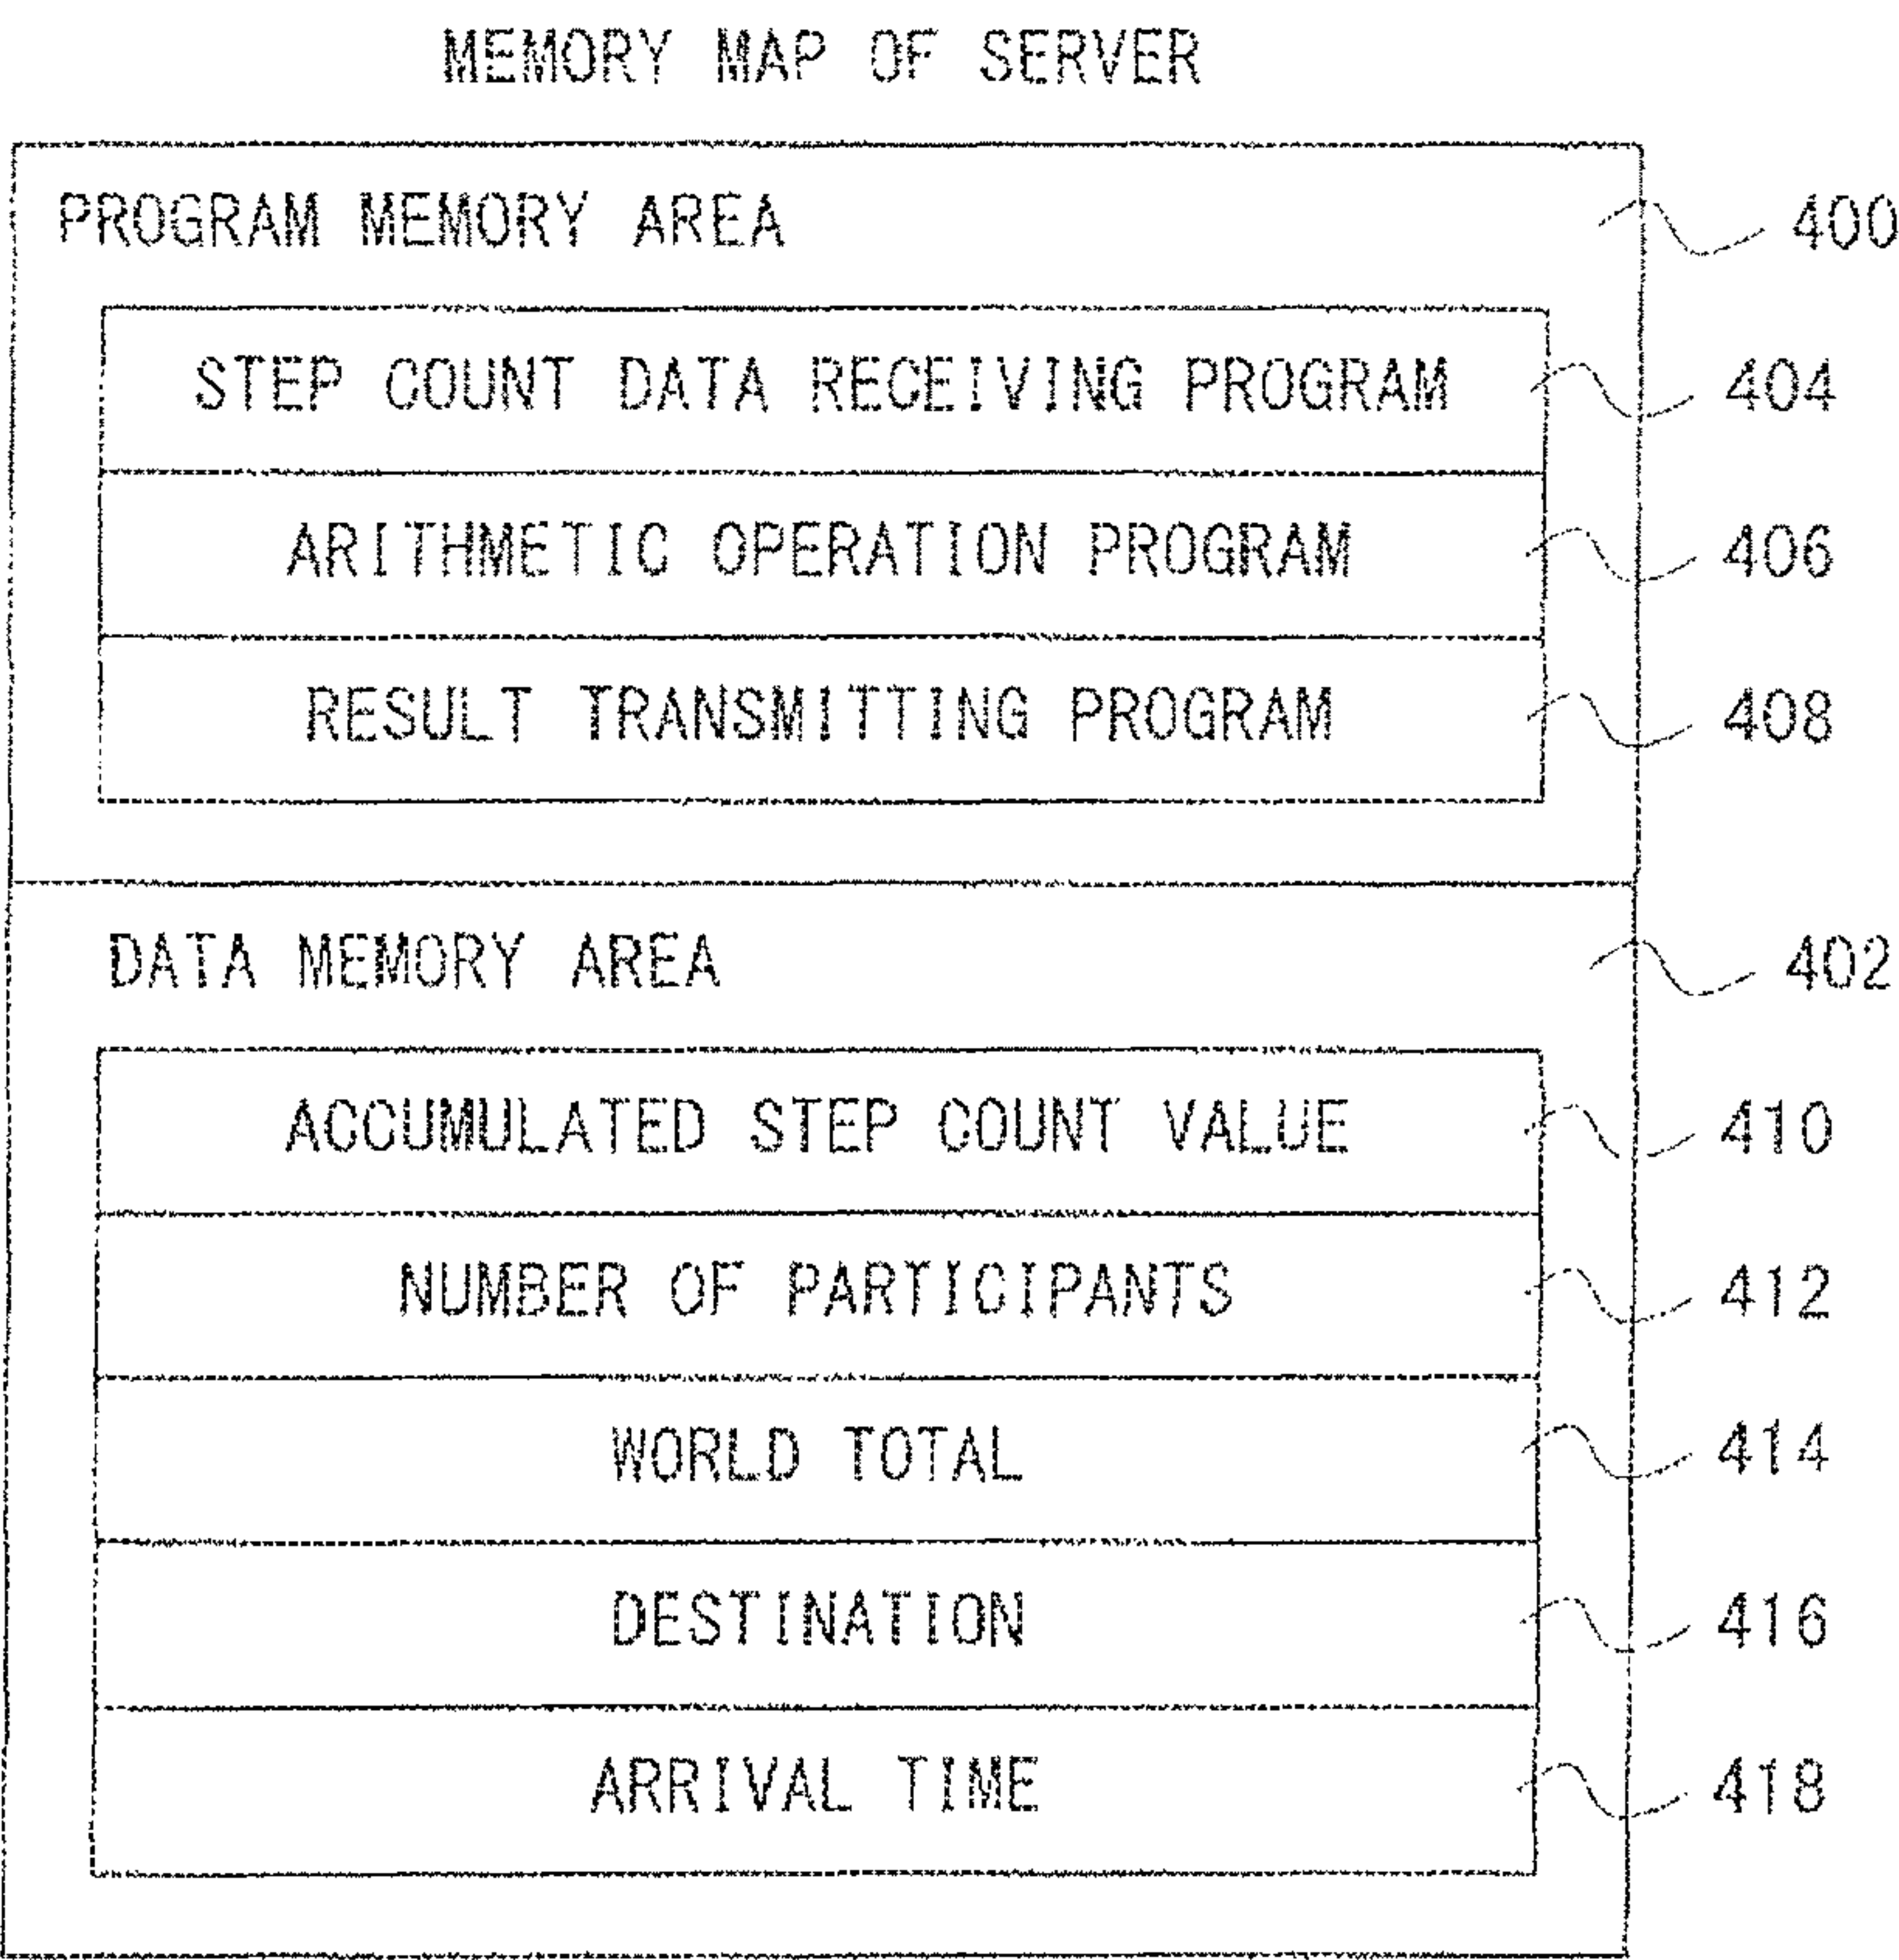 MEMORY MAP OF SERVER
PROGRAM MEMORY AREA 400
STEP COUNT DATA RECEIVING PROGRAM 404
ARITHMETIC OPERATION PROGRAM 406
RESULT TRANSMITTING PROGRAM 408
DATA MEMORY AREA 402
ACCUMULATED STEP COUNT VALUE 410
NUMBER OF PARTICIPANTS 412
WORLD TOTAL 414
DESTINATION 416
ARRIVAL TIME 418